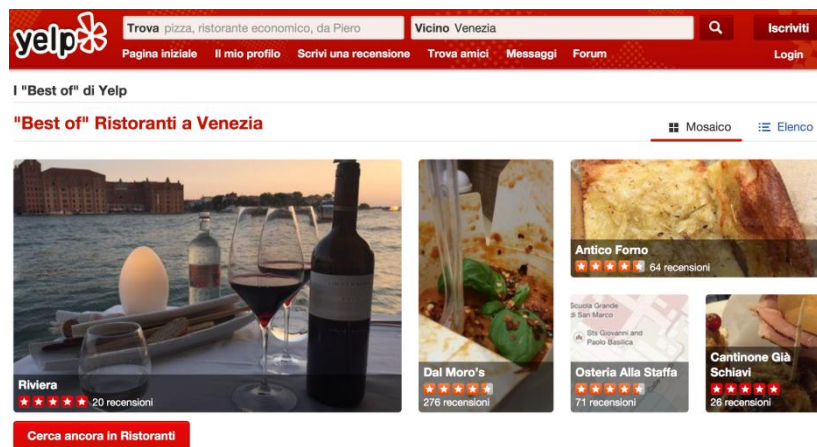 yelp
Trova pizza, ristorante economico, da Piero
Vicino Venezia
Iscriviti
Pagina iniziale Il mio profilo Scrivi una recensione Trova amici Messaggi Forum
Login
I "Best of" di Yelp
"Best of" Ristoranti a Venezia
Mosaico
Elenco
Riviera
20 recensioni
Dal Moro's
276 recensioni
Antico Forno
64 recensioni
Scuola Grande
di San Marco
Sts Giovanni and
Paolo Basilica
Osteria Alla Staffa
71 recensioni
Cantinone Già
Schiavi
26 recensioni
Cerca ancora in Ristoranti